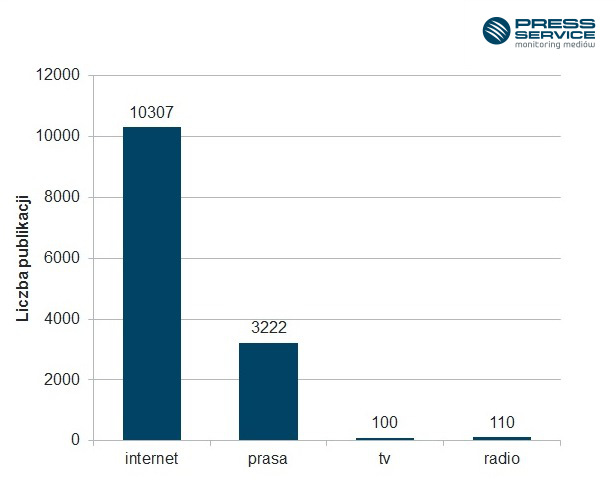 PRESS
SERVICE
monitoring mediów
12000
10000
8000
6000
4000
2000
0
Liczba publikacji
10307
3222
100
110
internet
prasa
tv
radio